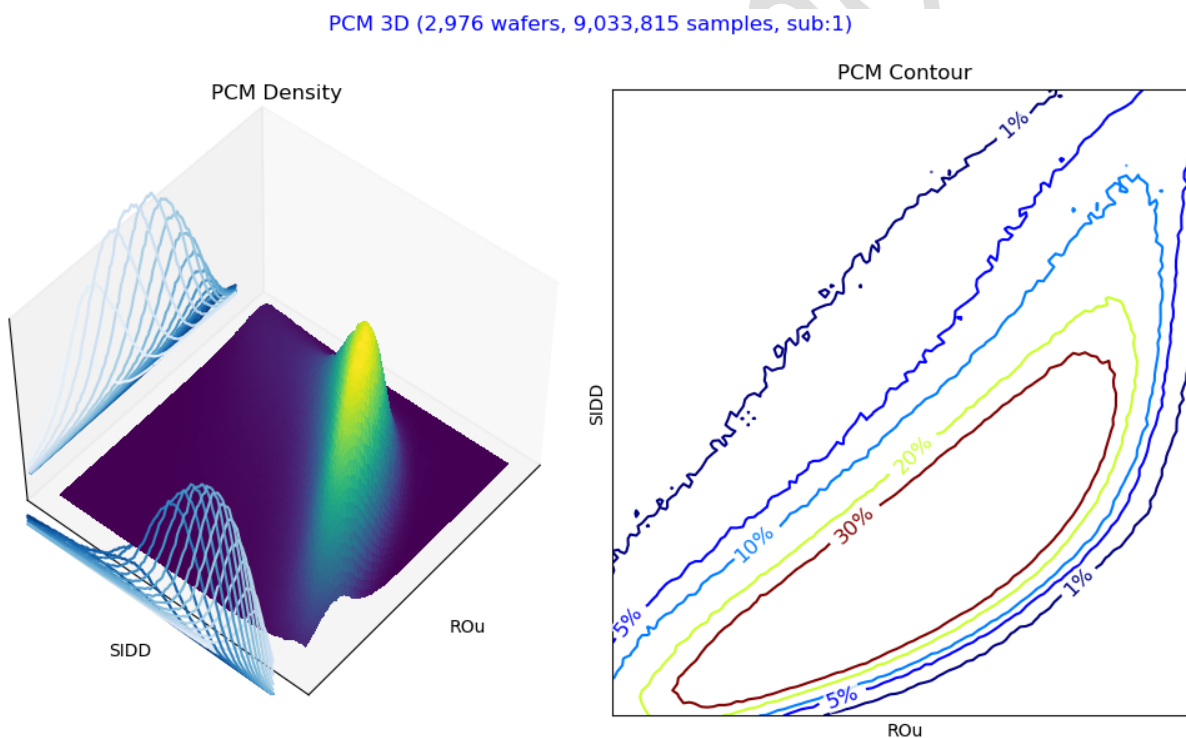 PCM 3D (2,976 wafers, 9,033,815 samples, sub:1)
PCM Density
SIDD
ROu
PCM Contour
1%
20%
30%
10%
5%
1%
5%
SIDD
ROu